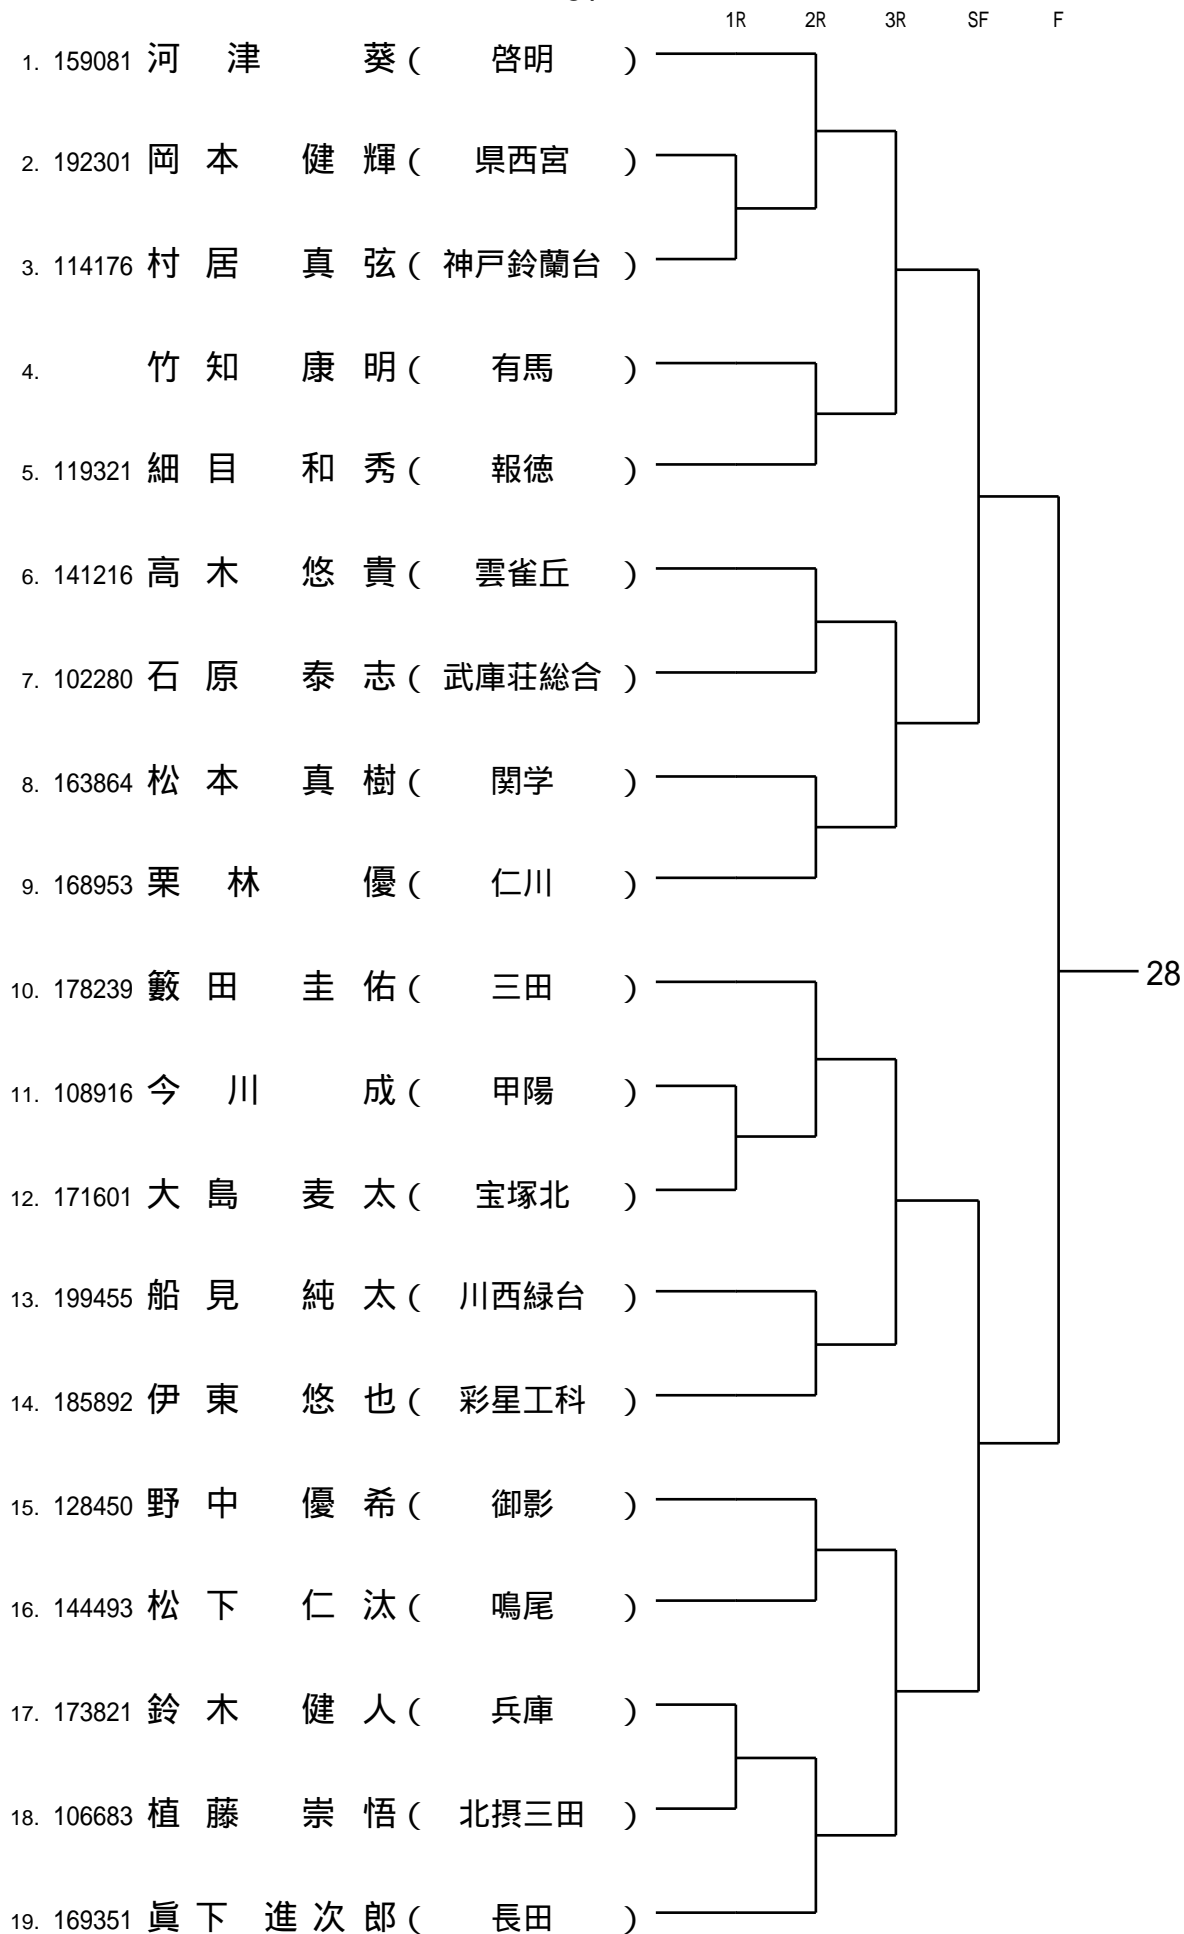 1R 2R 3R SF F
1. 159081 河津 葵 ( 啓明 )
2. 192301 岡本 健輝 ( 県西宮 )
3. 114176 村居 真弦 ( 神戸鈴蘭台 )
4. 竹知 康明 ( 有馬 )
5. 119321 細目 和秀 ( 報徳 )
6. 141216 高木 悠貴 ( 雲雀丘 )
7. 102280 石原 泰志 ( 武庫荘総合 )
8. 163864 松本 真樹 ( 関学 )
9. 168953 栗林 優 ( 仁川 )
10. 178239 籔田 圭佑 ( 三田 )
28
11. 108916 今川 成 ( 甲陽 )
12. 171601 大島 麦太 ( 宝塚北 )
13. 199455 船見 純太 ( 川西緑台 )
14. 185892 伊東 悠也 ( 彩星工科 )
15. 128450 野中 優希 ( 御影 )
16. 144493 松下 仁汰 ( 鳴尾 )
17. 173821 鈴木 健人 ( 兵庫 )
18. 106683 植藤 崇悟 ( 北摂三田 )
19. 169351 眞下 進次郎 ( 長田 )